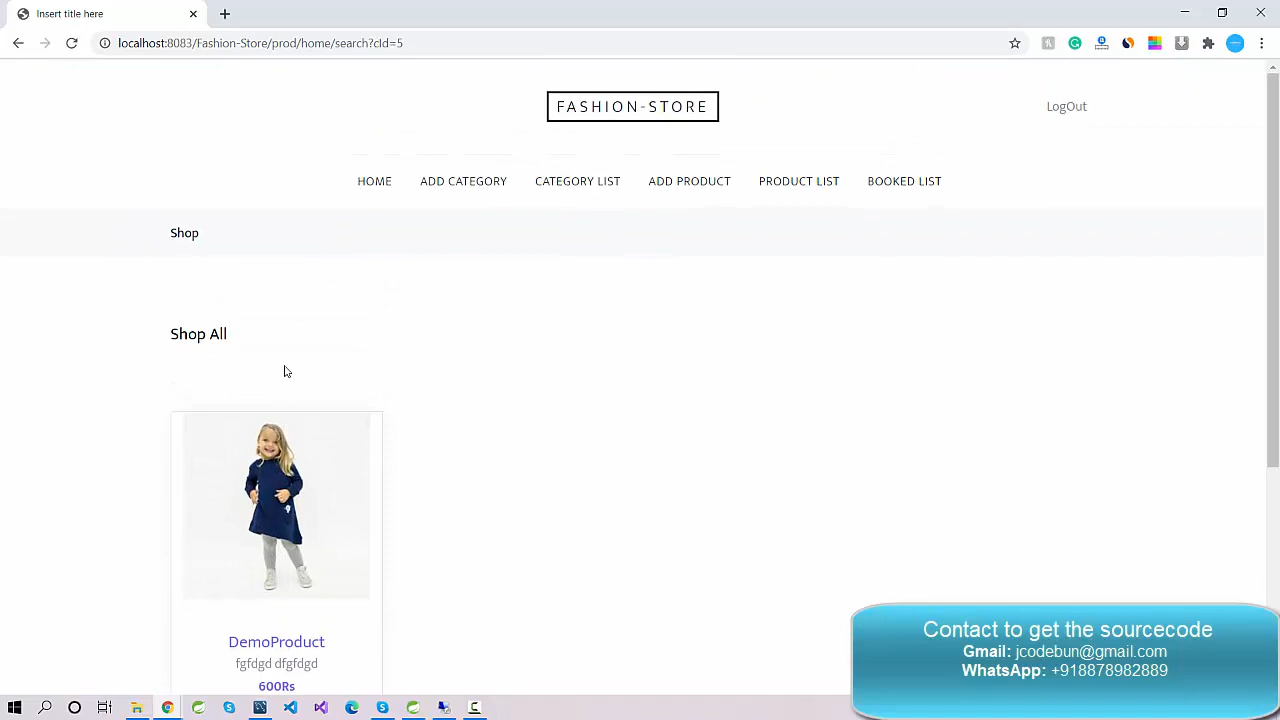 Insert title here
localhost:8083/Fashion-Store/prod/home/search?cId=5
FASHION-STORE
LogOut
HOME
ADD CATEGORY
CATEGORY LIST
ADD PRODUCT
PRODUCT LIST
BOOKED LIST
Shop
Shop All
DemoProduct
fgfdgd dfgfdgd
600Rs
Contact to get the sourcecode
Gmail: jcodebun@gmail.com
WhatsApp: +918878982889